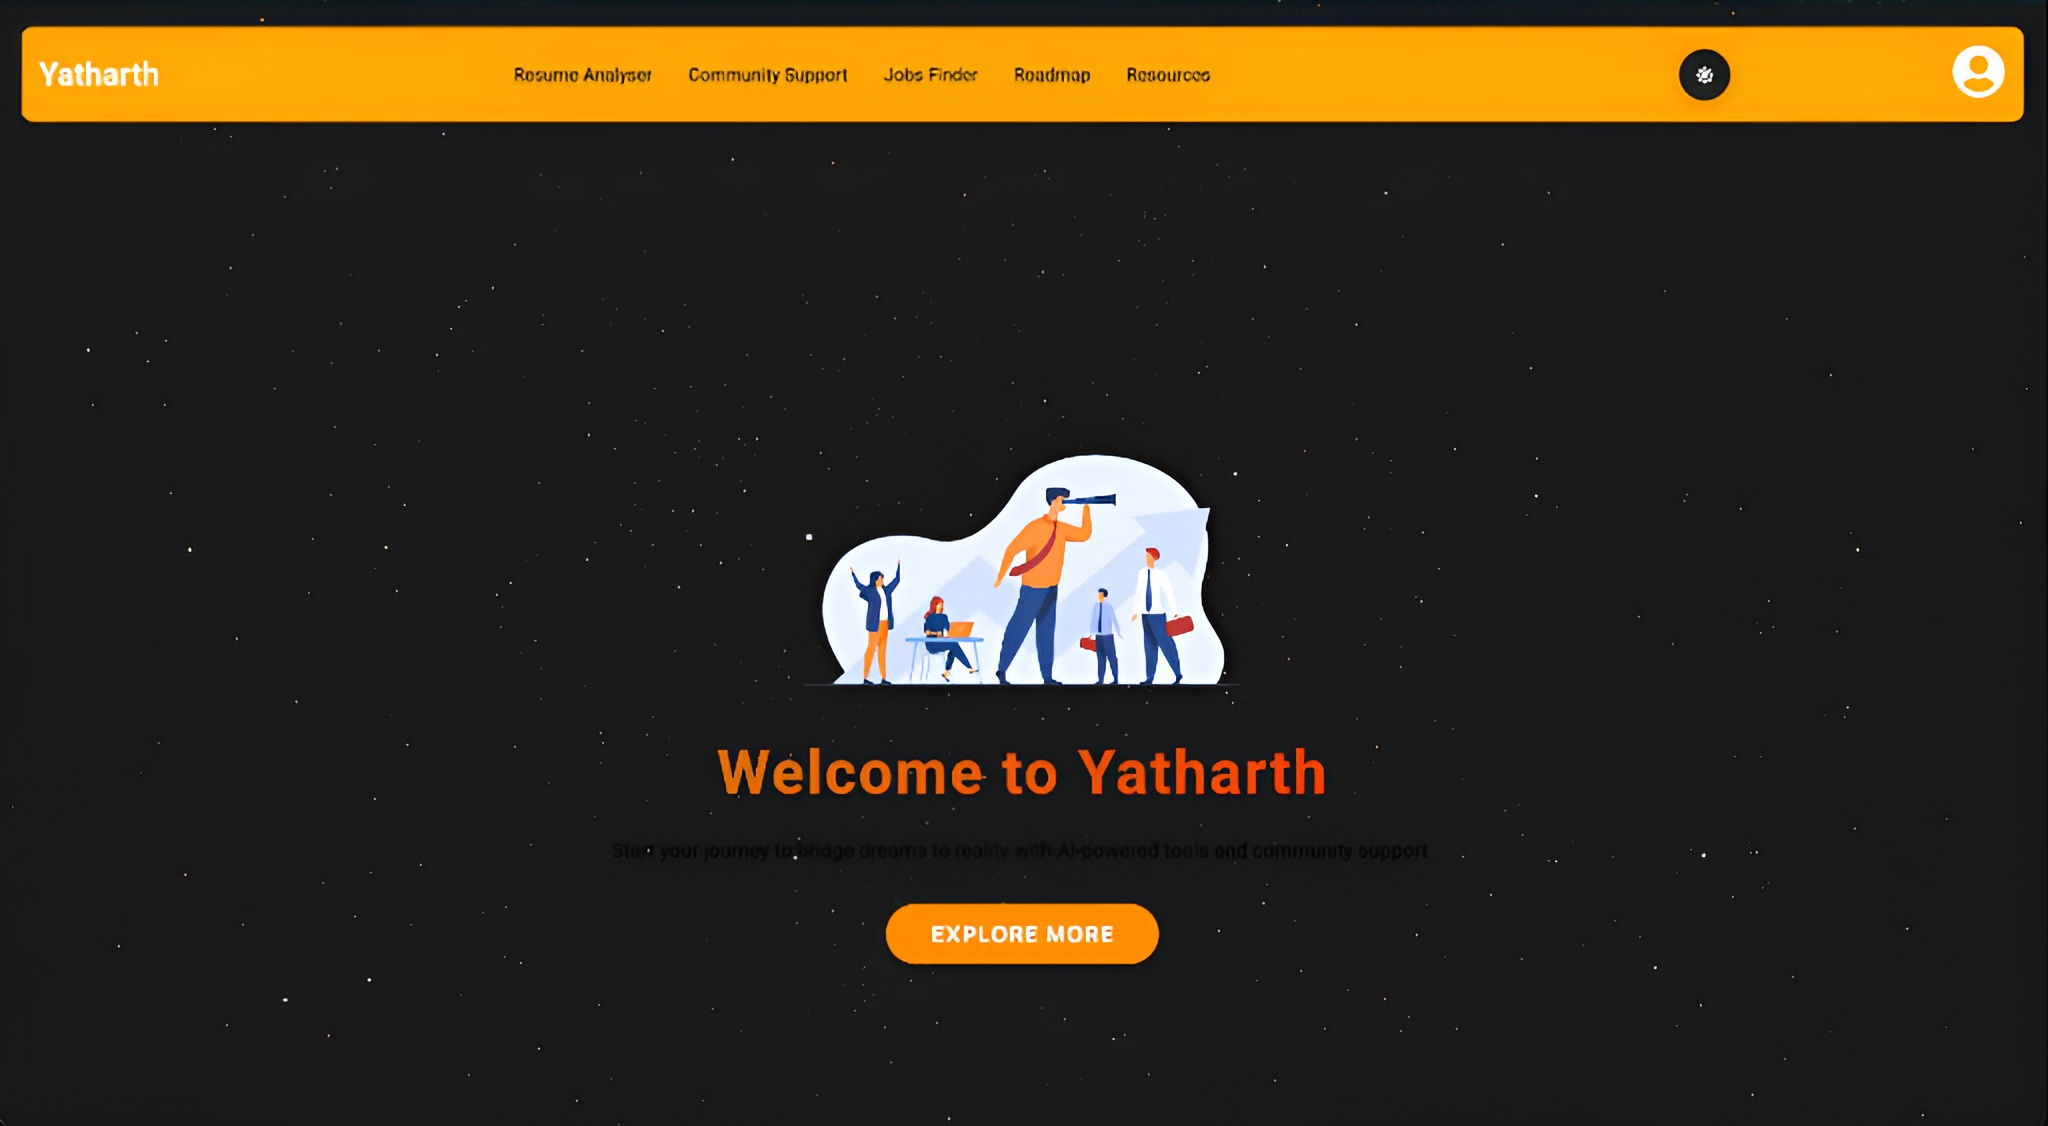 Yatharth
Resume Analyser Community Support Jobs Finder Roadmap Resources
Welcome to Yatharth
Start your journey to bridge dreams to reality with AI-powered tools and community support.
EXPLORE MORE